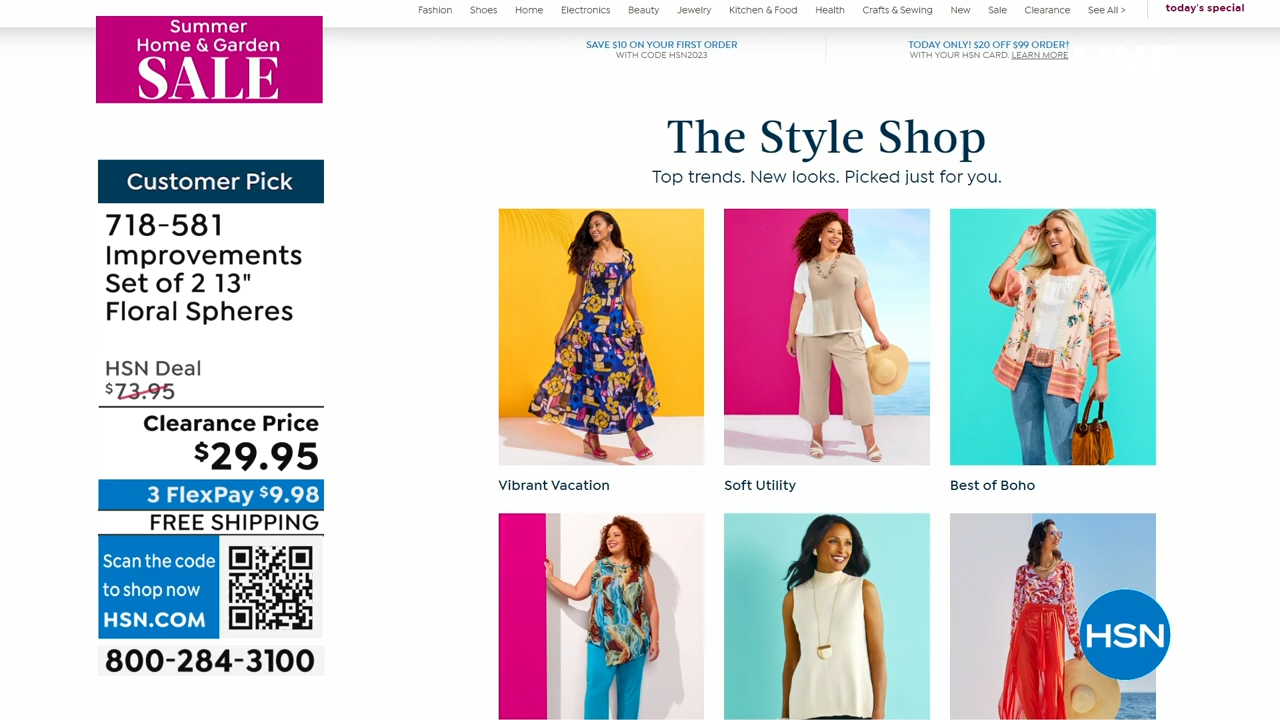 Fashion Shoes Home Electronics Beauty Jewelry Kitchen & Food Health Crafts & Sewing New Sale Clearance See All > today's special
Summer
Home & Garden
SALE
SAVE $10 ON YOUR FIRST ORDER
WITH CODE HSN2023
TODAY ONLY! $20 OFF $99 ORDER†
WITH YOUR HSN CARD. LEARN MORE
LIVE
The Style Shop
Top trends. New looks. Picked just for you.
Customer Pick
718-581
Improvements
Set of 2 13"
Floral Spheres
HSN Deal
$73.95
Clearance Price
$29.95
3 FlexPay $9.98
FREE SHIPPING
Scan the code
to shop now
HSN.COM
800-284-3100
Vibrant Vacation
Soft Utility
Best of Boho
HSN